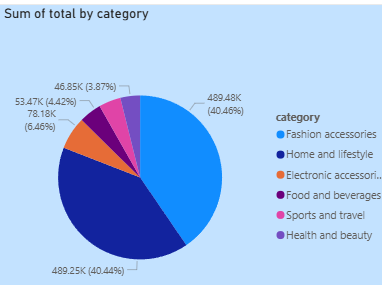 Sum of total by category
46.85K (3.87%)
53.47K (4.42%)
78.18K
(6.46%)
489.48K
(40.46%)
489.25K (40.44%)
category
Fashion accessories
Home and lifestyle
Electronic accessori...
Food and beverages
Sports and travel
Health and beauty